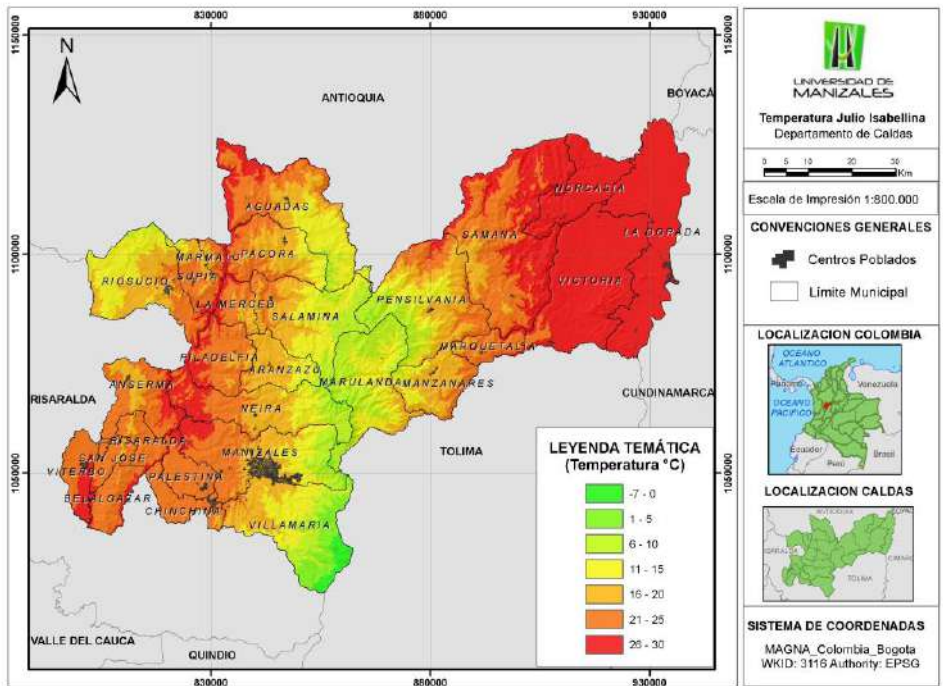 830000 880000 930000
1150000
1150000
N
ANTIOQUIA
BOYACÁ
NORCASIA
AGUADAS
SAMANA
LA DORADA
1100000
1100000
PACORA
MARMATO
SUPIA
RIOSUCIO
VICTORIA
LA MERCED
PENSILVANIA
SALAMINA
MARQUETALIA
FILADELFIA
ARANZAZU
MARULANDA
MANZANARES
ANSERMA
CUNDINAMARCA
RISARALDA
NEIRA
RISARALDA
MANIZALES
TOLIMA
SAN JOSE
VITERBO
PALESTINA
1050000
1050000
BELALCAZAR
CHINCHINA
VILLAMARIA
LEYENDA TEMÁTICA
(Temperatura °C)
-7 - 0
1 - 5
6 - 10
11 - 15
16 - 20
21 - 25
26 - 30
VALLE DEL CAUCA
QUINDIO
830000 880000 930000
UNIVERSIDAD DE
MANIZALES
Temperatura Julio Isabellina
Departamento de Caldas
0 5 10 20 30
Km
Escala de Impresión 1:800.000
CONVENCIONES GENERALES
Centros Poblados
Límite Municipal
LOCALIZACION COLOMBIA
OCEANO
ATLANTICO
Panamá
Venezuela
OCEANO
PACIFICO
Ecuador
Perú
Brasil
LOCALIZACION CALDAS
TOLIMA
SISTEMA DE COORDENADAS
MAGNA_Colombia_Bogota
WKID: 3116 Authority: EPSG